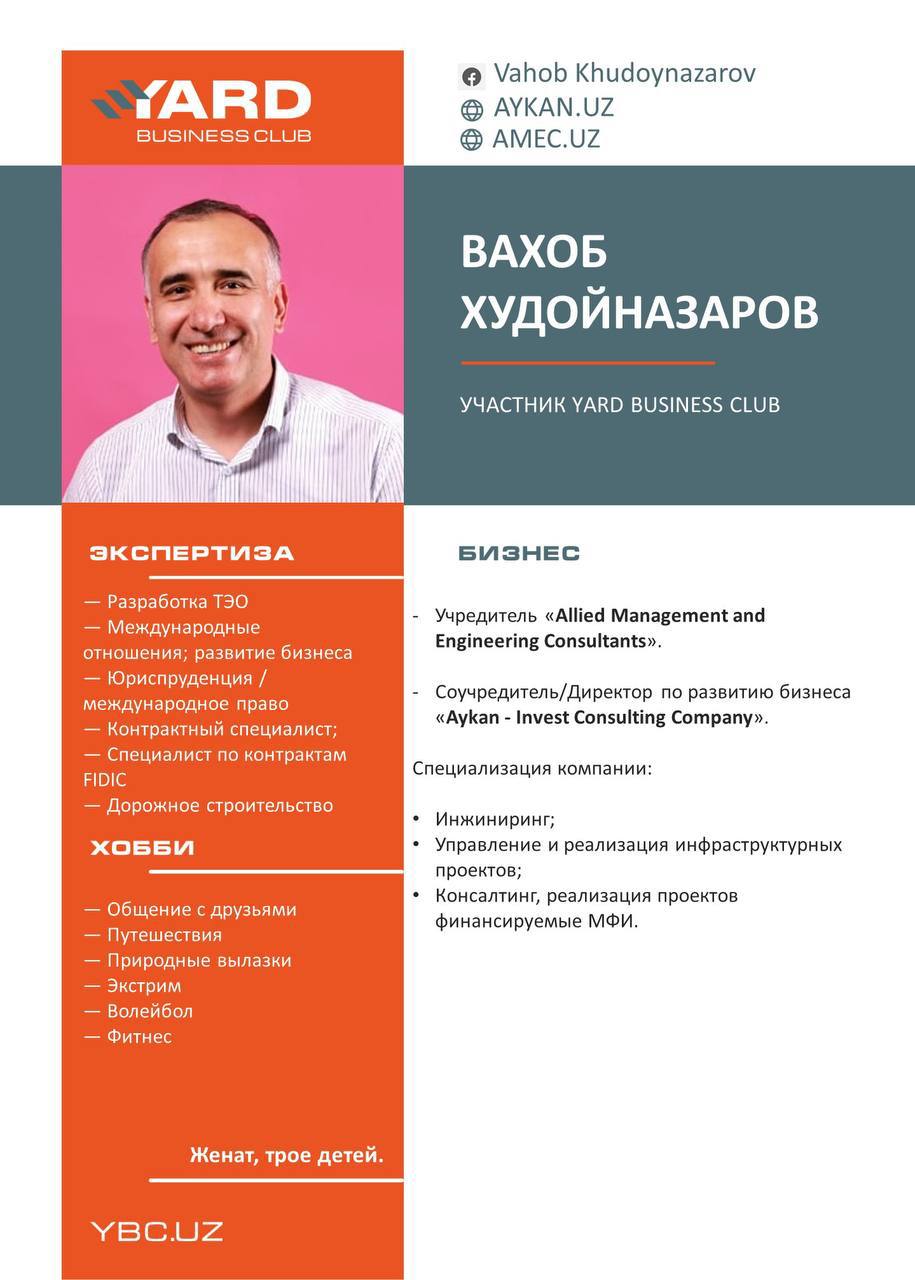 YARD
BUSINESS CLUB
Vahob Khudoynazarov
AYKAN.UZ
AMEC.UZ
ВАХОБ
ХУДОЙНАЗАРОВ
УЧАСТНИК YARD BUSINESS CLUB
ЭКСПЕРТИЗА
— Разработка ТЭО
— Международные
отношения; развитие бизнеса
— Юриспруденция /
международное право
— Контрактный специалист;
— Специалист по контрактам
FIDIC
— Дорожное строительство
ХОББИ
— Общение с друзьями
— Путешествия
— Природные вылазки
— Экстрим
— Волейбол
— Фитнес
Женат, трое детей.
YBC.UZ
БИЗНЕС
- Учредитель «Allied Management and
Engineering Consultants».
- Соучредитель/Директор по развитию бизнеса
«Aykan - Invest Consulting Company».
Специализация компании:
• Инжиниринг;
• Управление и реализация инфраструктурных
проектов;
• Консалтинг, реализация проектов
финансируемые МФИ.